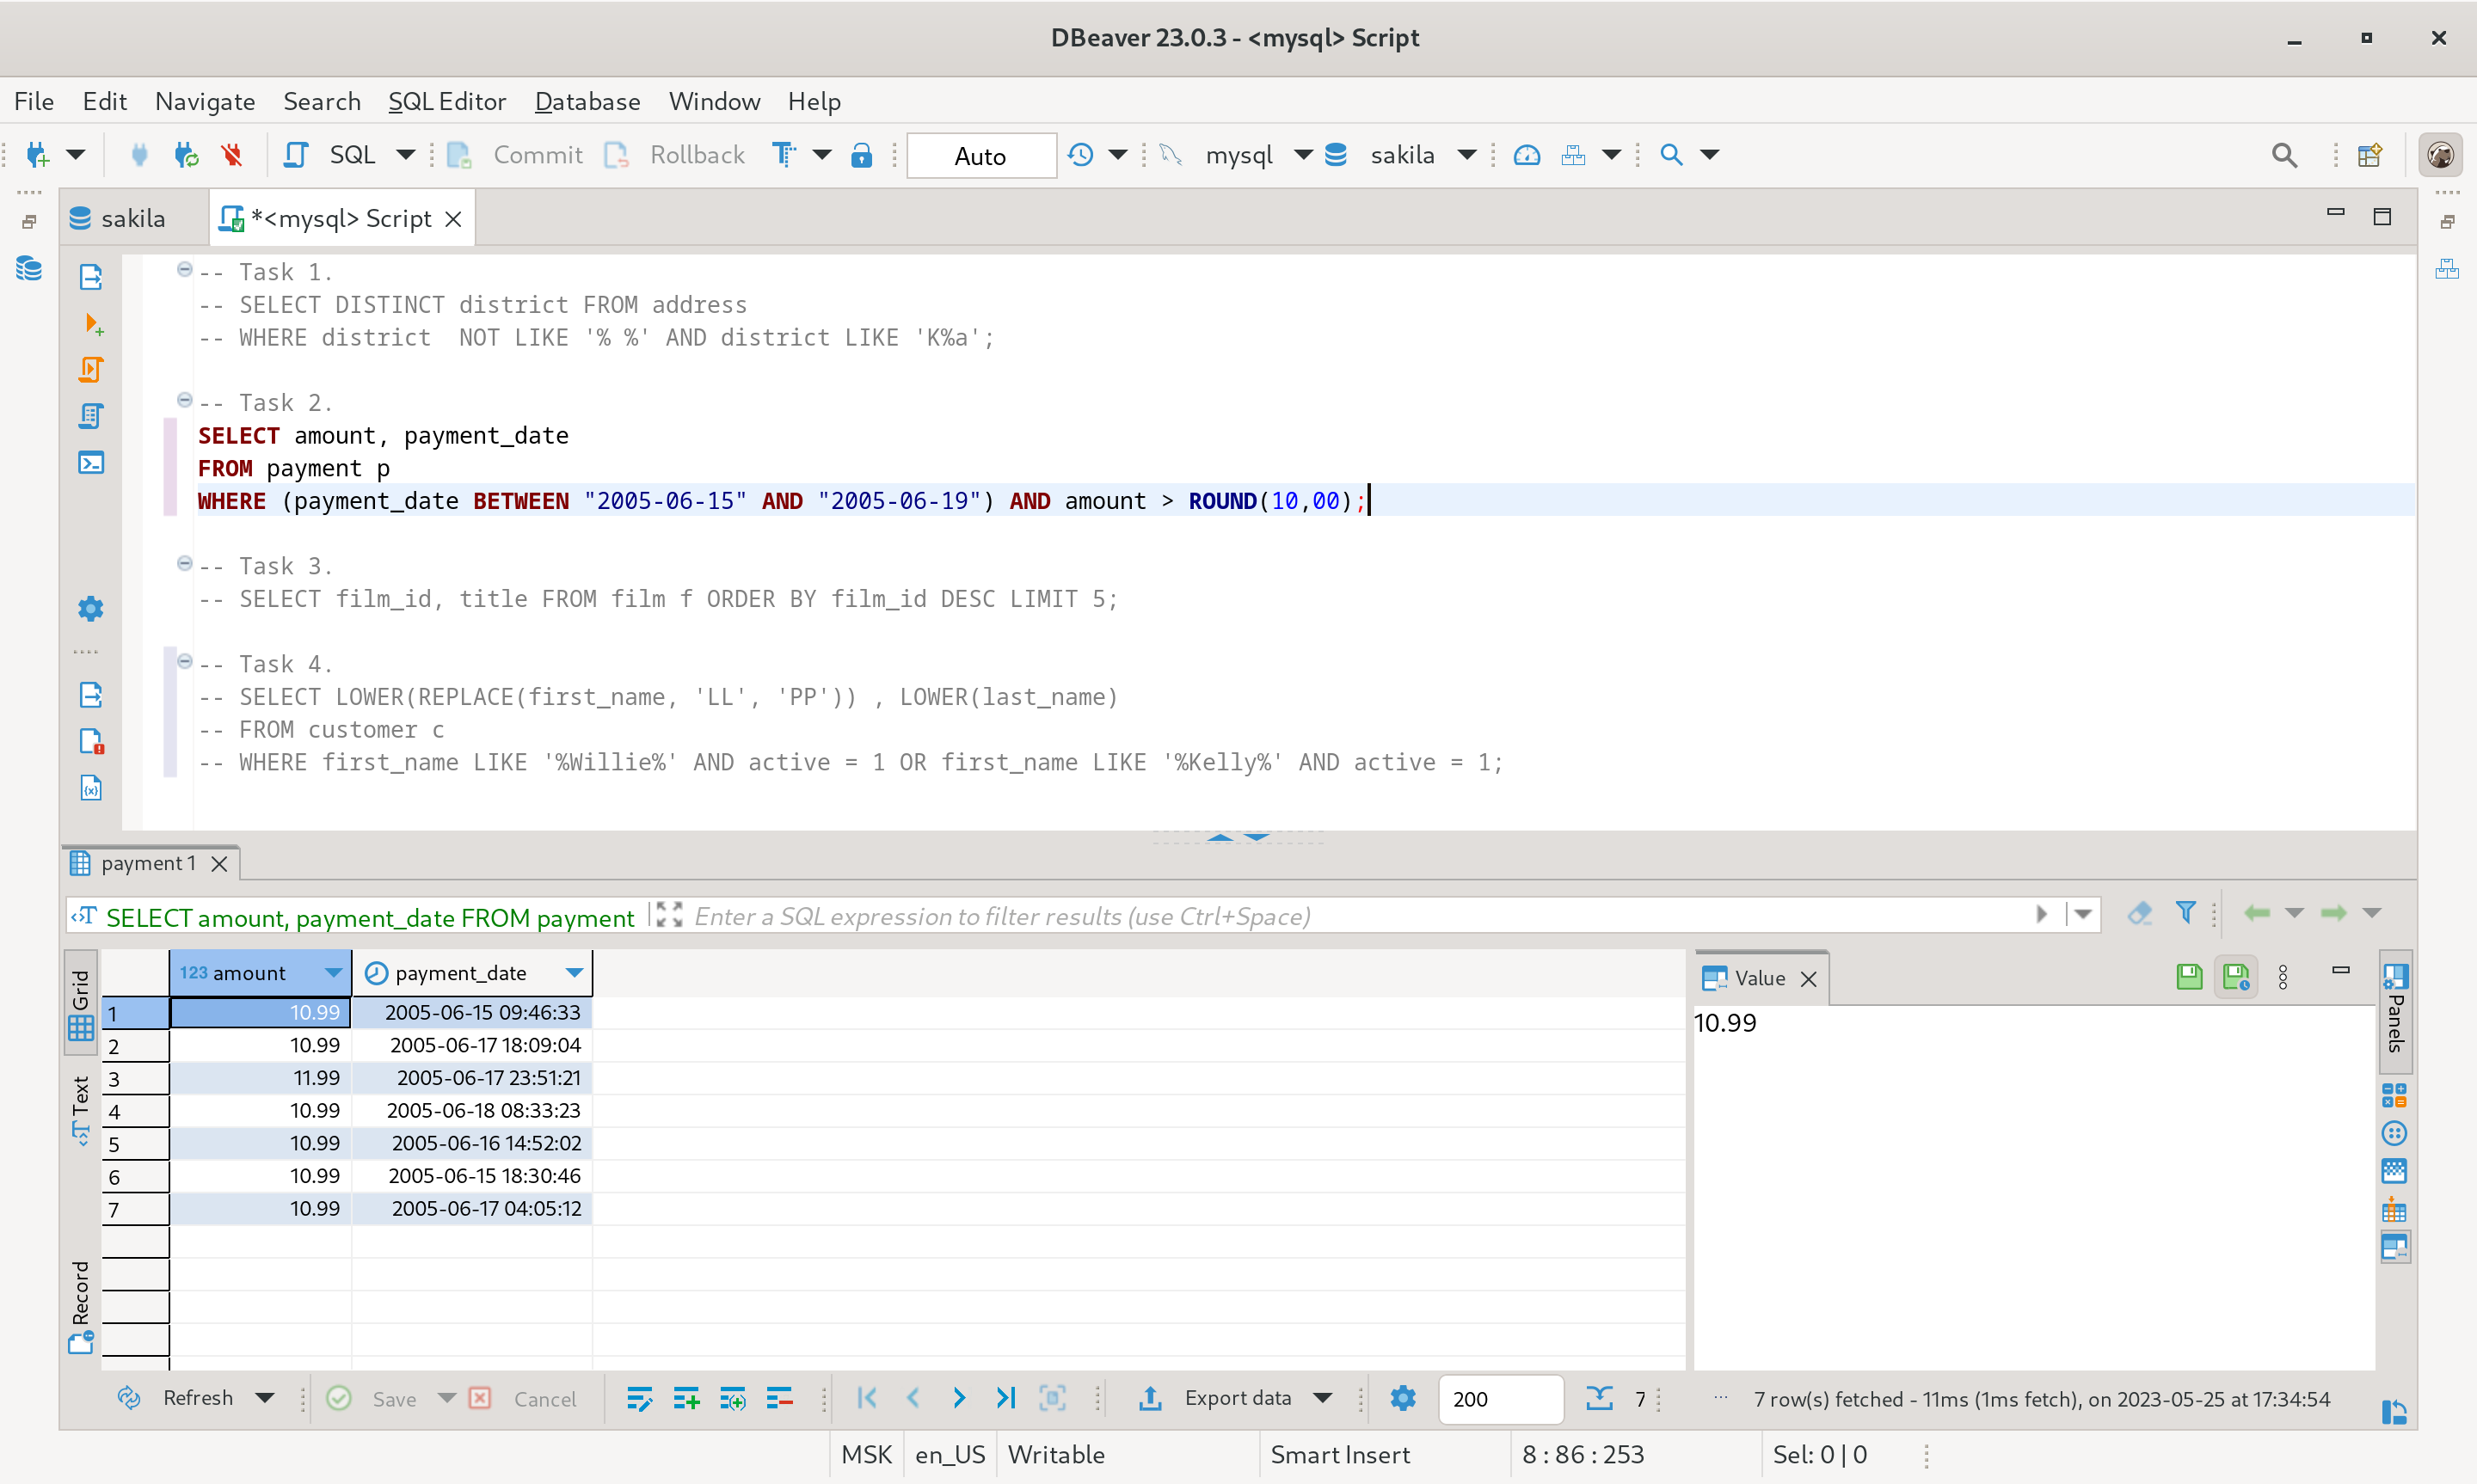 DBeaver 23.0.3 - <mysql> Script
File Edit Navigate Search SQL Editor Database Window Help
SQL Commit Rollback Auto mysql sakila
sakila *<mysql> Script
-- Task 1.
-- SELECT DISTINCT district FROM address
-- WHERE district  NOT LIKE '% %' AND district LIKE 'K%a';
-- Task 2.
SELECT amount, payment_date
FROM payment p
WHERE (payment_date BETWEEN "2005-06-15" AND "2005-06-19") AND amount > ROUND(10,00);
-- Task 3.
-- SELECT film_id, title FROM film f ORDER BY film_id DESC LIMIT 5;
-- Task 4.
-- SELECT LOWER(REPLACE(first_name, 'LL', 'PP')) , LOWER(last_name)
-- FROM customer c
-- WHERE first_name LIKE '%Willie%' AND active = 1 OR first_name LIKE '%Kelly%' AND active = 1;
payment 1
SELECT amount, payment_date FROM payment Enter a SQL expression to filter results (use Ctrl+Space)
Grid
Text
Record
123 amount payment_date
1 10.99 2005-06-15 09:46:33
2 10.99 2005-06-17 18:09:04
3 11.99 2005-06-17 23:51:21
4 10.99 2005-06-18 08:33:23
5 10.99 2005-06-16 14:52:02
6 10.99 2005-06-15 18:30:46
7 10.99 2005-06-17 04:05:12
Value
10.99
Panels
Refresh Save Cancel Export data 200 7 7 row(s) fetched - 11ms (1ms fetch), on 2023-05-25 at 17:34:54
MSK en_US Writable Smart Insert 8 : 86 : 253 Sel: 0 | 0